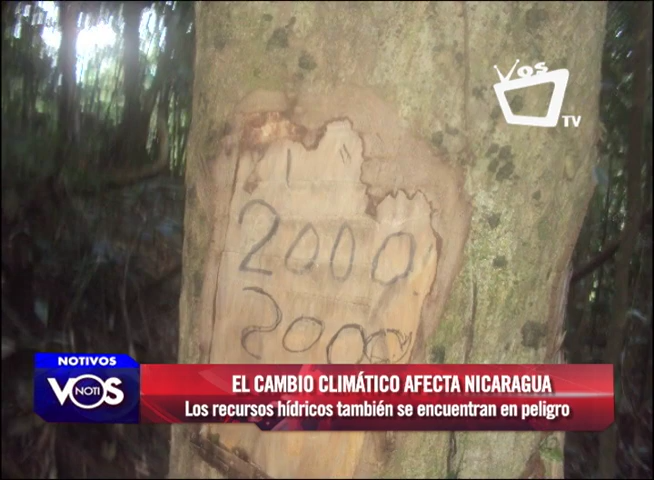 VOS
TV
2000
2000
NOTIVOS
VOS
NOTI
EL CAMBIO CLIMÁTICO AFECTA NICARAGUA
Los recursos hídricos también se encuentran en peligro